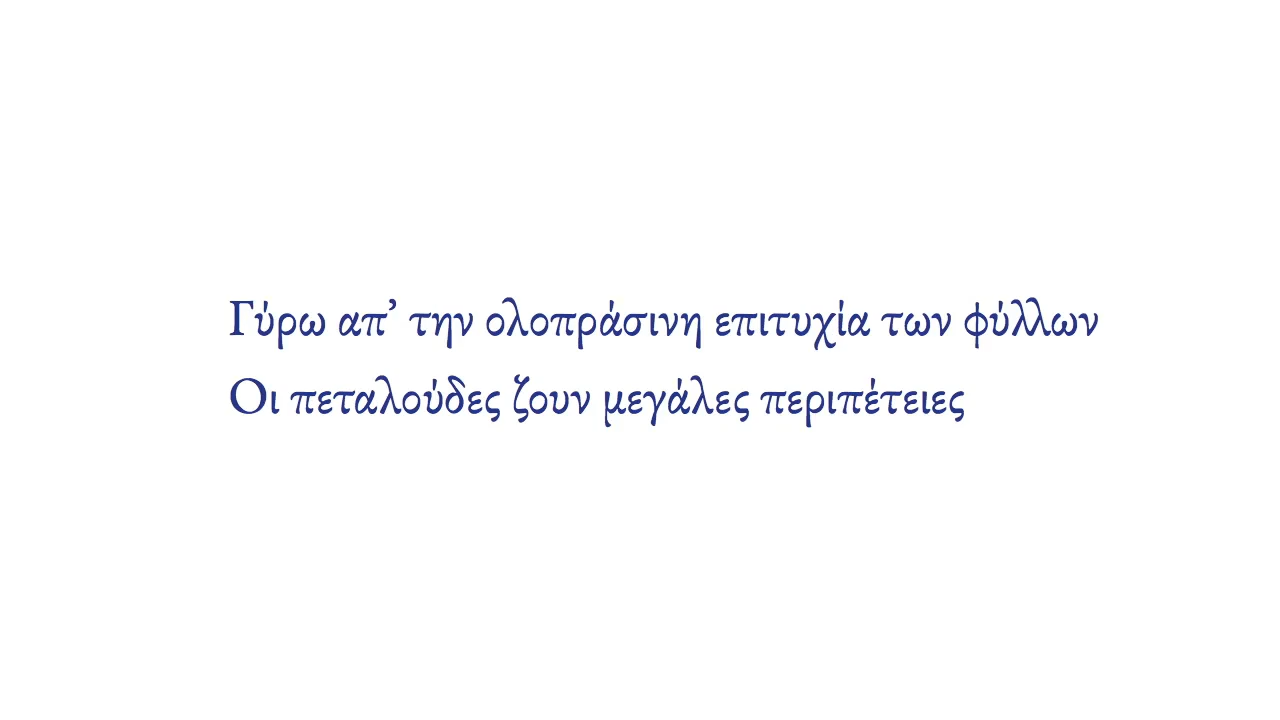 Γύρω απ’ την ολοπράσινη επιτυχία των φύλλων
Οι πεταλούδες ζουν μεγάλες περιπέτειες